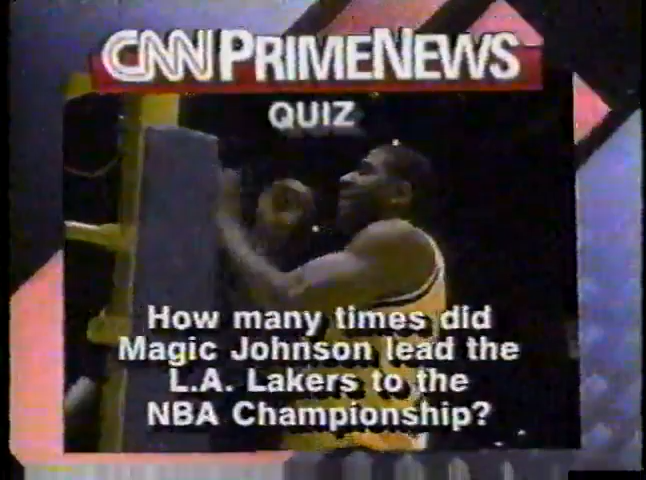 CNN PRIMENEWS
QUIZ
How many times did
Magic Johnson lead the
L.A. Lakers to the
NBA Championship?